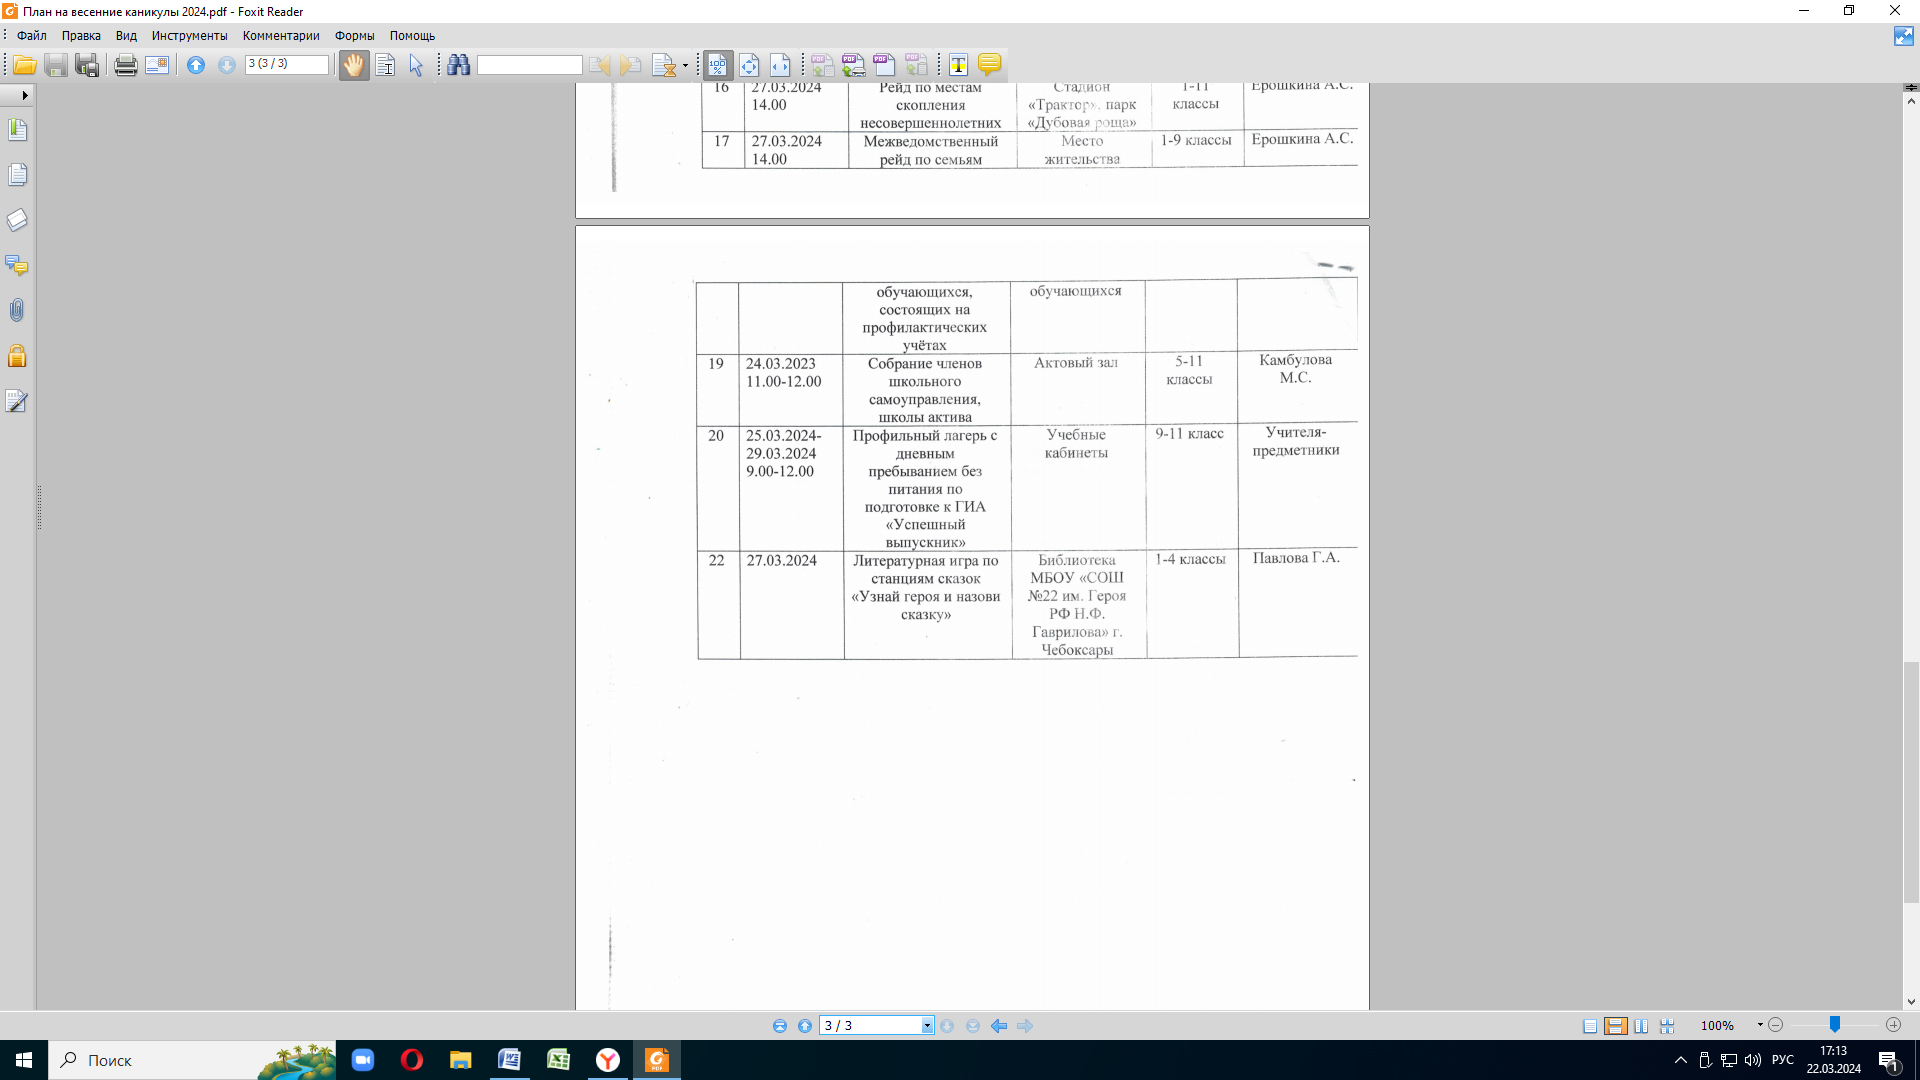 План на весенние каникулы 2024.pdf - Foxit Reader
Файл Правка Вид Инструменты Комментарии Формы Помощь
3 (3 / 3)
16 27.03.2024 Рейд по местам Стадион 1-11 Ерошкина А.С.
14.00 скопления «Трактор». парк классы
несовершеннолетних «Дубовая роща»
17 27.03.2024 Межведомственный Место 1-9 классы Ерошкина А.С.
14.00 рейд по семьям жительства
обучающихся, обучающихся
состоящих на
профилактических
учётах
19 24.03.2023 Собрание членов Актовый зал 5-11 Камбулова
11.00-12.00 школьного классы М.С.
самоуправления,
школы актива
20 25.03.2024- Профильный лагерь с Учебные 9-11 класс Учителя-
29.03.2024 дневным кабинеты предметники
9.00-12.00 пребыванием без
питания по
подготовке к ГИА
«Успешный
выпускник»
22 27.03.2024 Литературная игра по Библиотека 1-4 классы Павлова Г.А.
станциям сказок МБОУ «СОШ
«Узнай героя и назови №22 им. Героя
сказку» РФ Н.Ф.
Гаврилова» г.
Чебоксары
3 / 3
100%
Поиск
РУС
17:13
22.03.2024
1